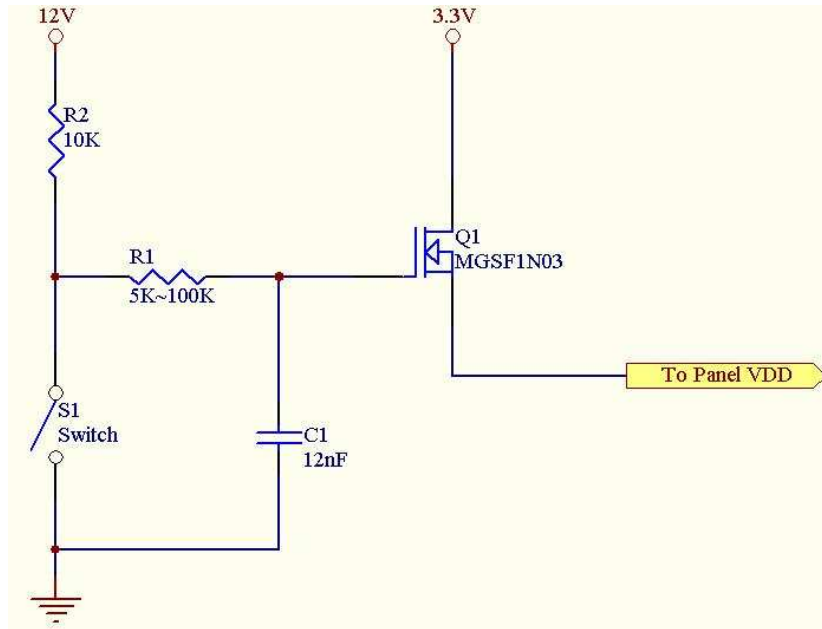 12V
3.3V
R2
10K
R1
5K~100K
Q1
MGSF1N03
To Panel VDD
S1
Switch
C1
12nF